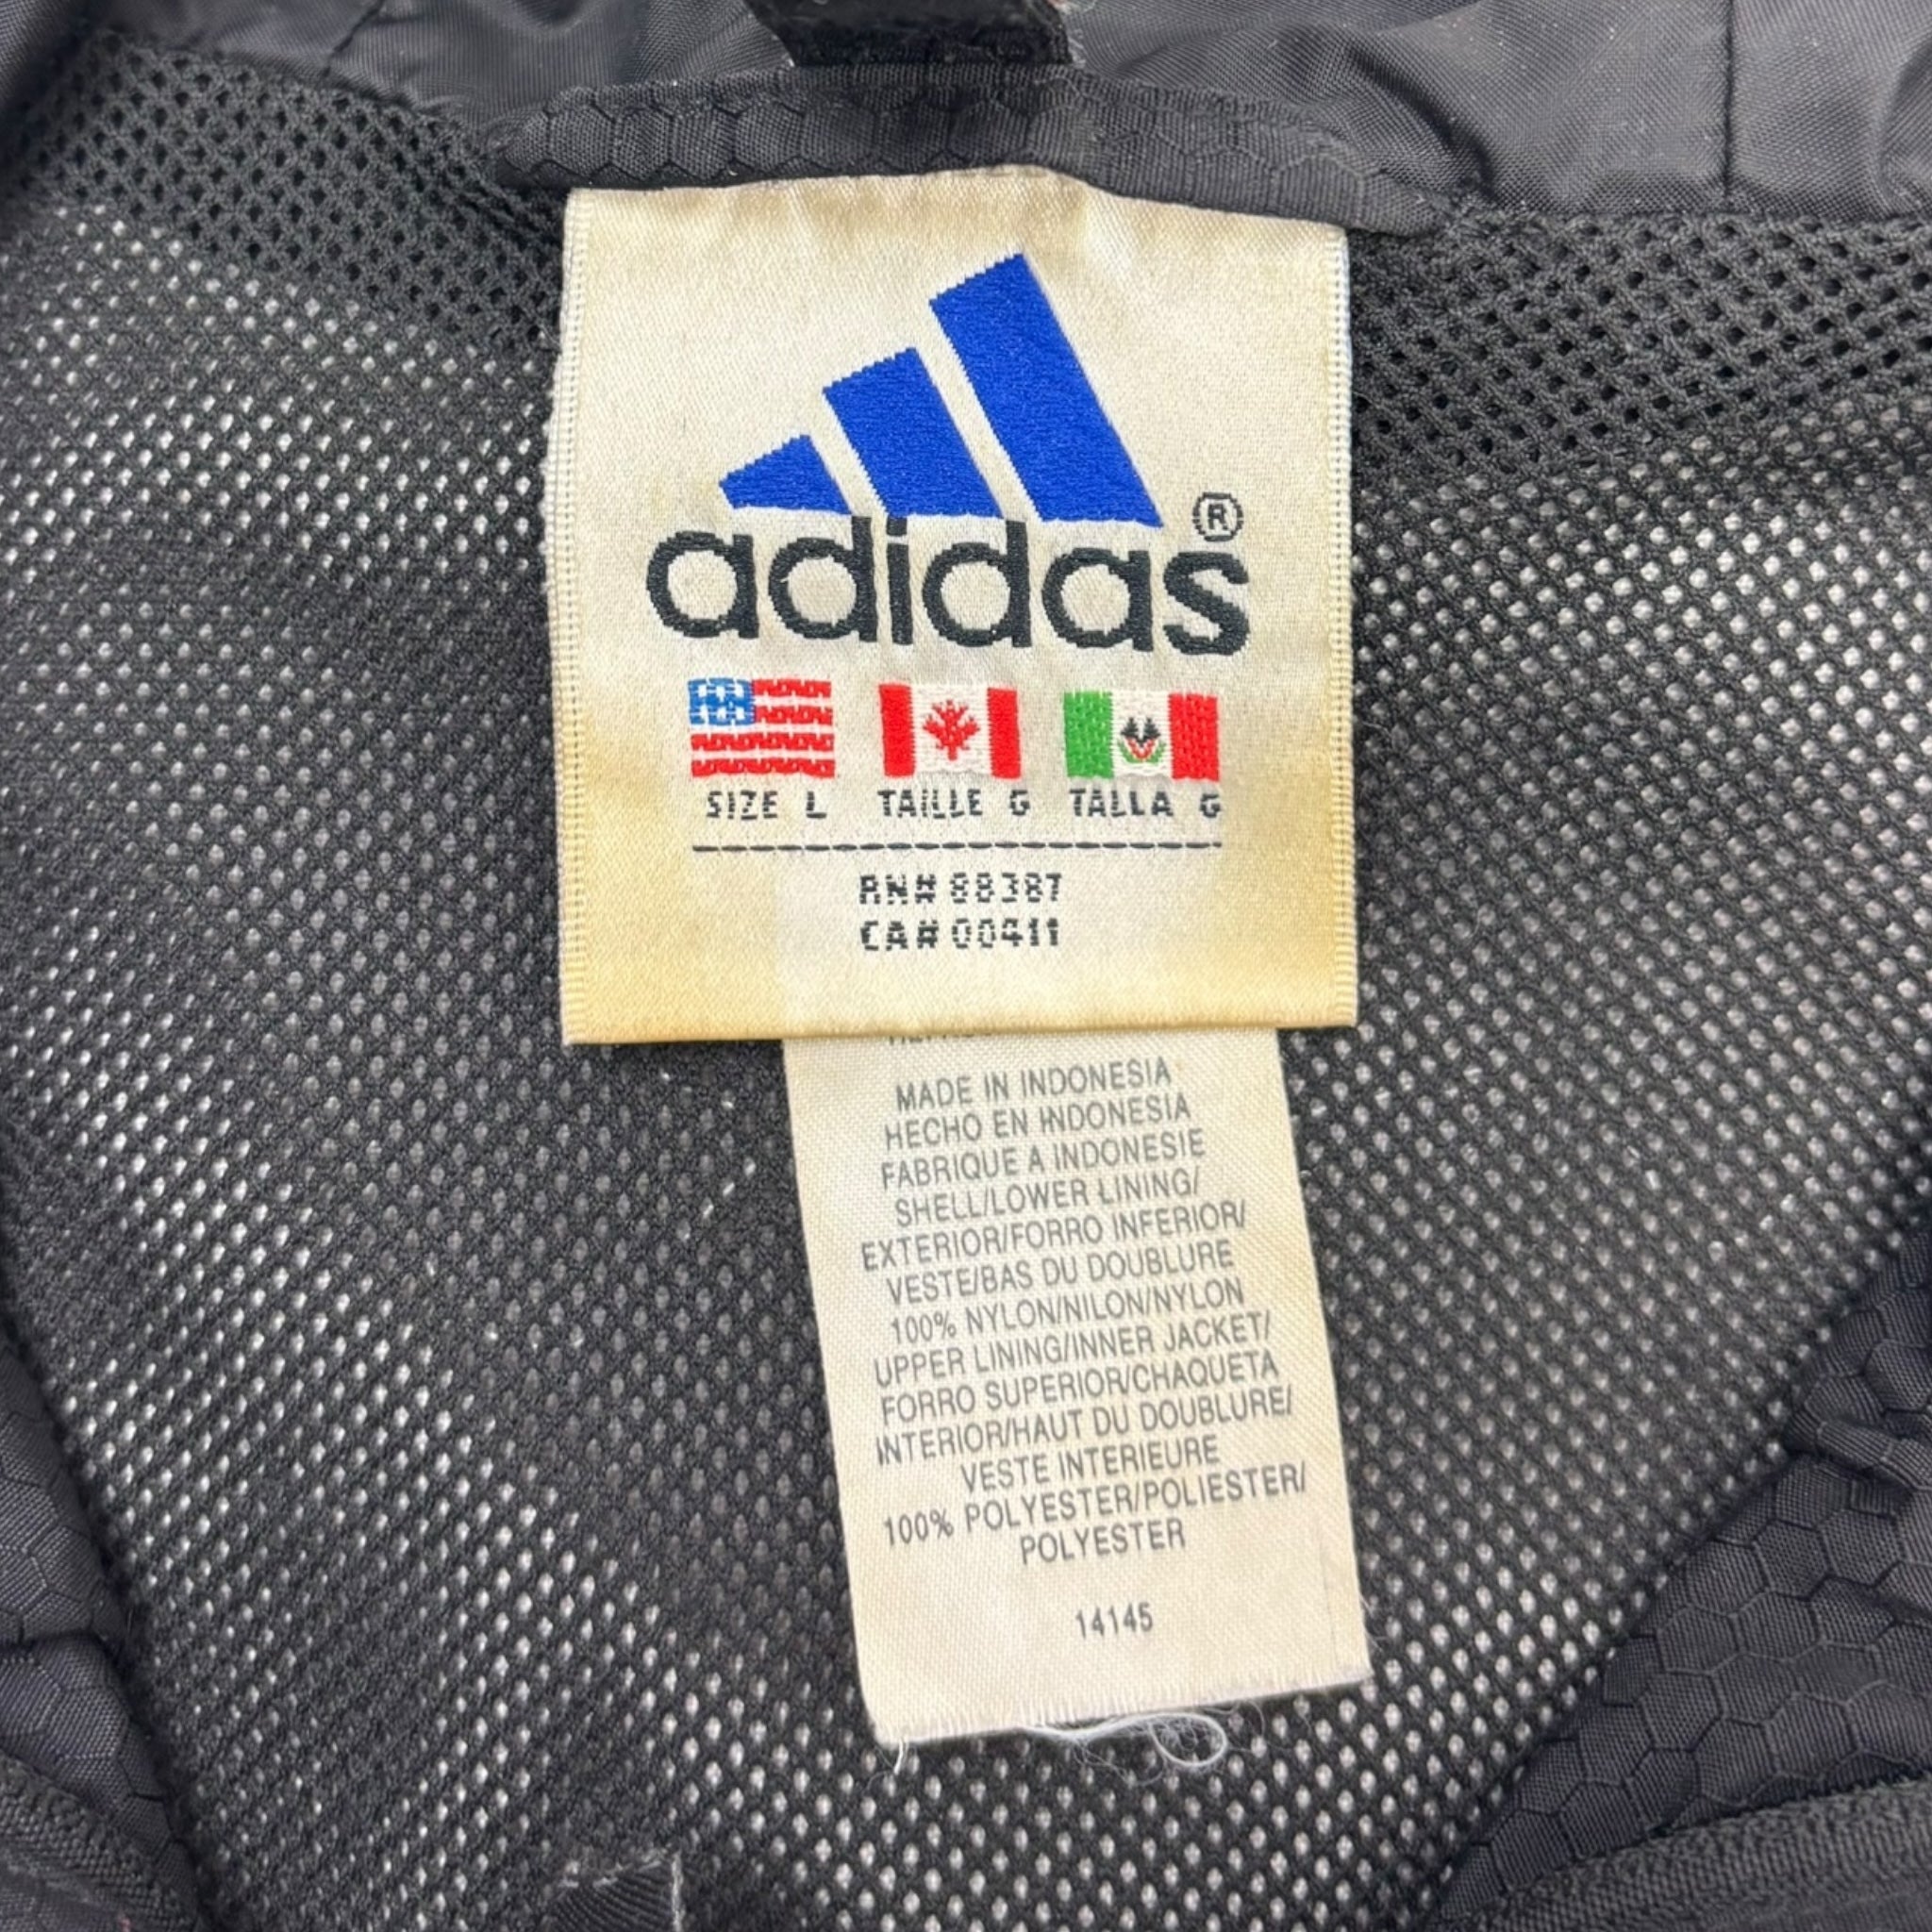 adidas®
SIZE L TAILLE G TALLA G
RN# 88387
CA# 00411
MADE IN INDONESIA
HECHO EN INDONESIA
FABRIQUE A INDONESIE
SHELL/LOWER LINING/
EXTERIOR/FORRO INFERIOR/
VESTE/BAS DU DOUBLURE
100% NYLON/NILON/NYLON
UPPER LINING/INNER JACKET/
FORRO SUPERIOR/CHAQUETA
INTERIOR/HAUT DU DOUBLURE/
VESTE INTERIEURE
100% POLYESTER/POLIESTER/
POLYESTER
14145